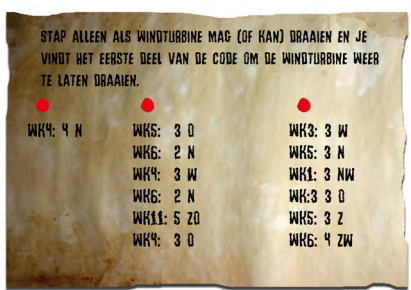 STAP ALLEEN ALS WINDTURBINE MAG (OF KAN) DRAAIEN EN JE
VINDT HET EERSTE DEEL VAN DE CODE OM DE WINDTURBINE WEER
TE LATEN DRAAIEN.
WK4: 4 N
WK5: 3 O
WK6: 2 N
WK4: 3 W
WK6: 2 N
WK11: 5 ZO
WK4: 3 O
WK3: 3 W
WK5: 3 N
WK1: 3 NW
WK:3 3 O
WK5: 3 Z
WK6: 4 ZW